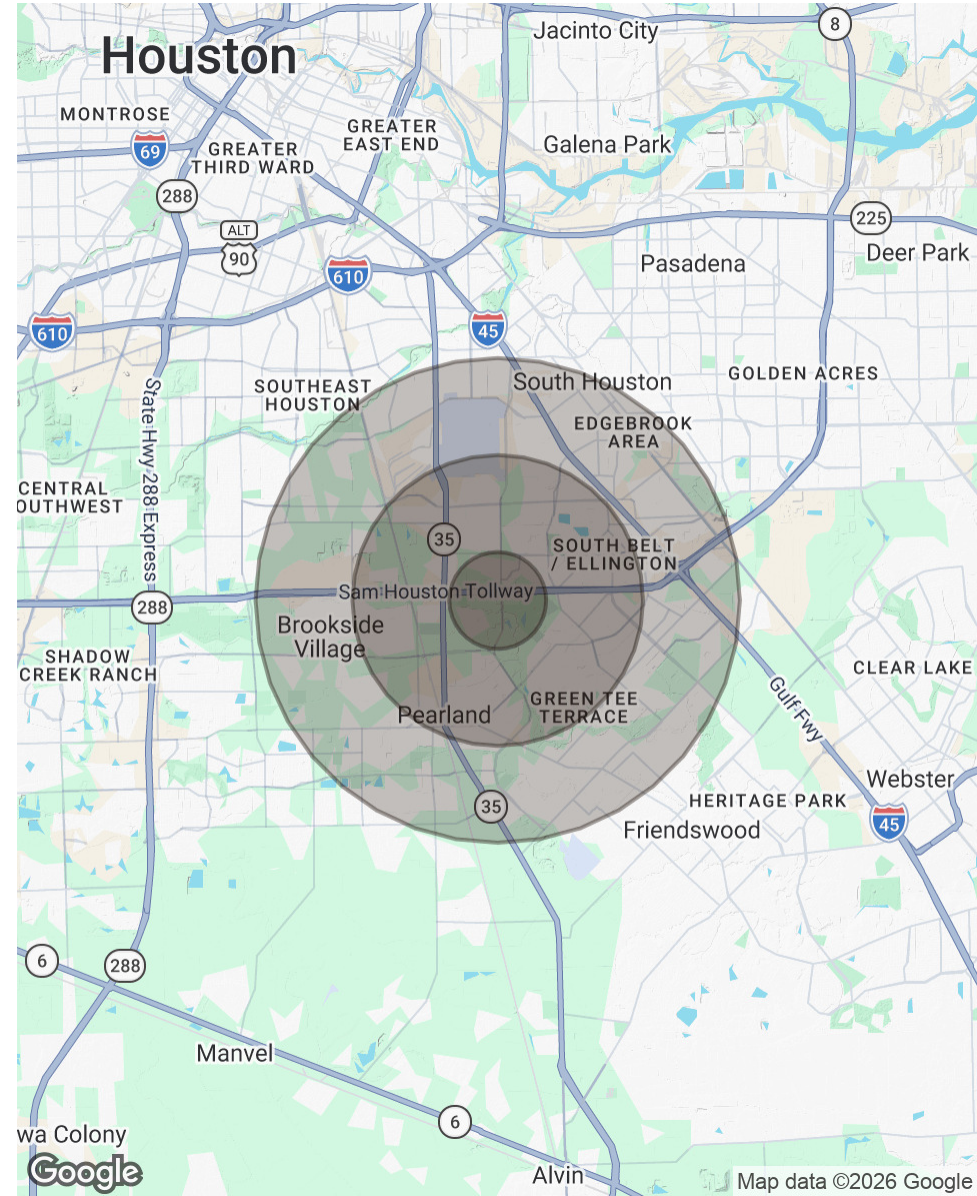 Jacinto City
8
Houston
MONTROSE
GREATER
EAST END
69
GREATER
THIRD WARD
Galena Park
288
ALT
90
225
Deer Park
Pasadena
610
610
45
SOUTHEAST
HOUSTON
South Houston
GOLDEN ACRES
State Hwy 288 Express
EDGEBROOK
AREA
CENTRAL
OUTHWEST
35
SOUTH BELT
/ ELLINGTON
Sam Houston Tollway
288
Brookside
Village
SHADOW
CREEK RANCH
CLEAR LAKE
GREEN TEE
TERRACE
Gulf Fwy
Pearland
Webster
HERITAGE PARK
35
Friendswood
45
6
288
Manvel
6
wa Colony
Alvin
Google
Map data ©2026 Google